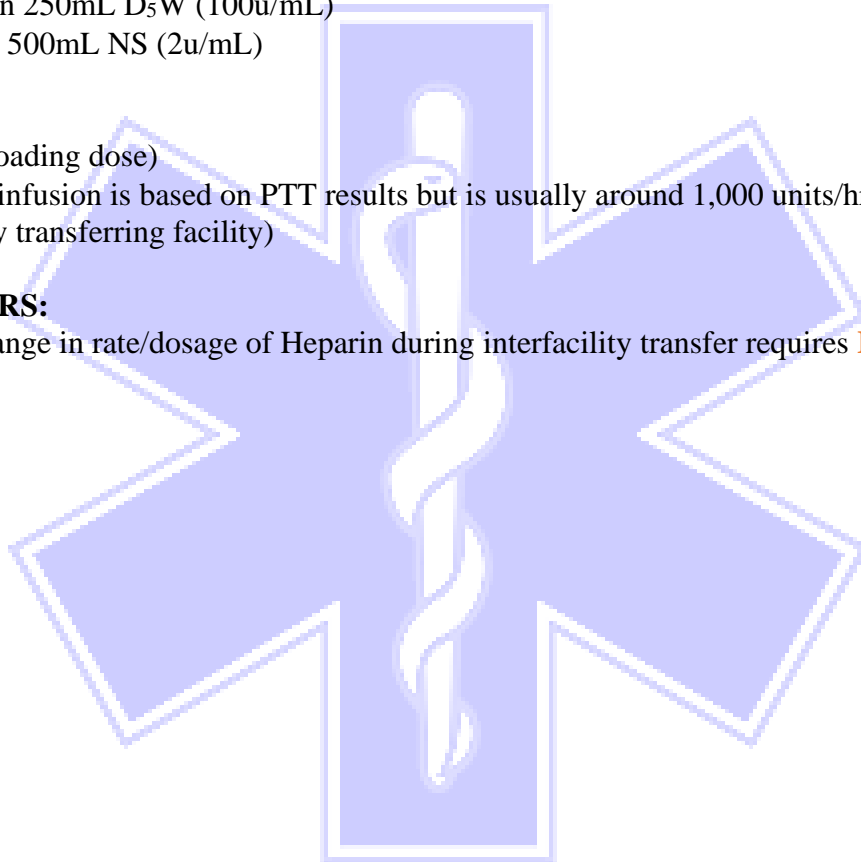 n 250mL D₅W (100u/mL)
500mL NS (2u/mL)
oading dose)
infusion is based on PTT results but is usually around 1,000 units/h
y transferring facility)
RS:
ange in rate/dosage of Heparin during interfacility transfer requires